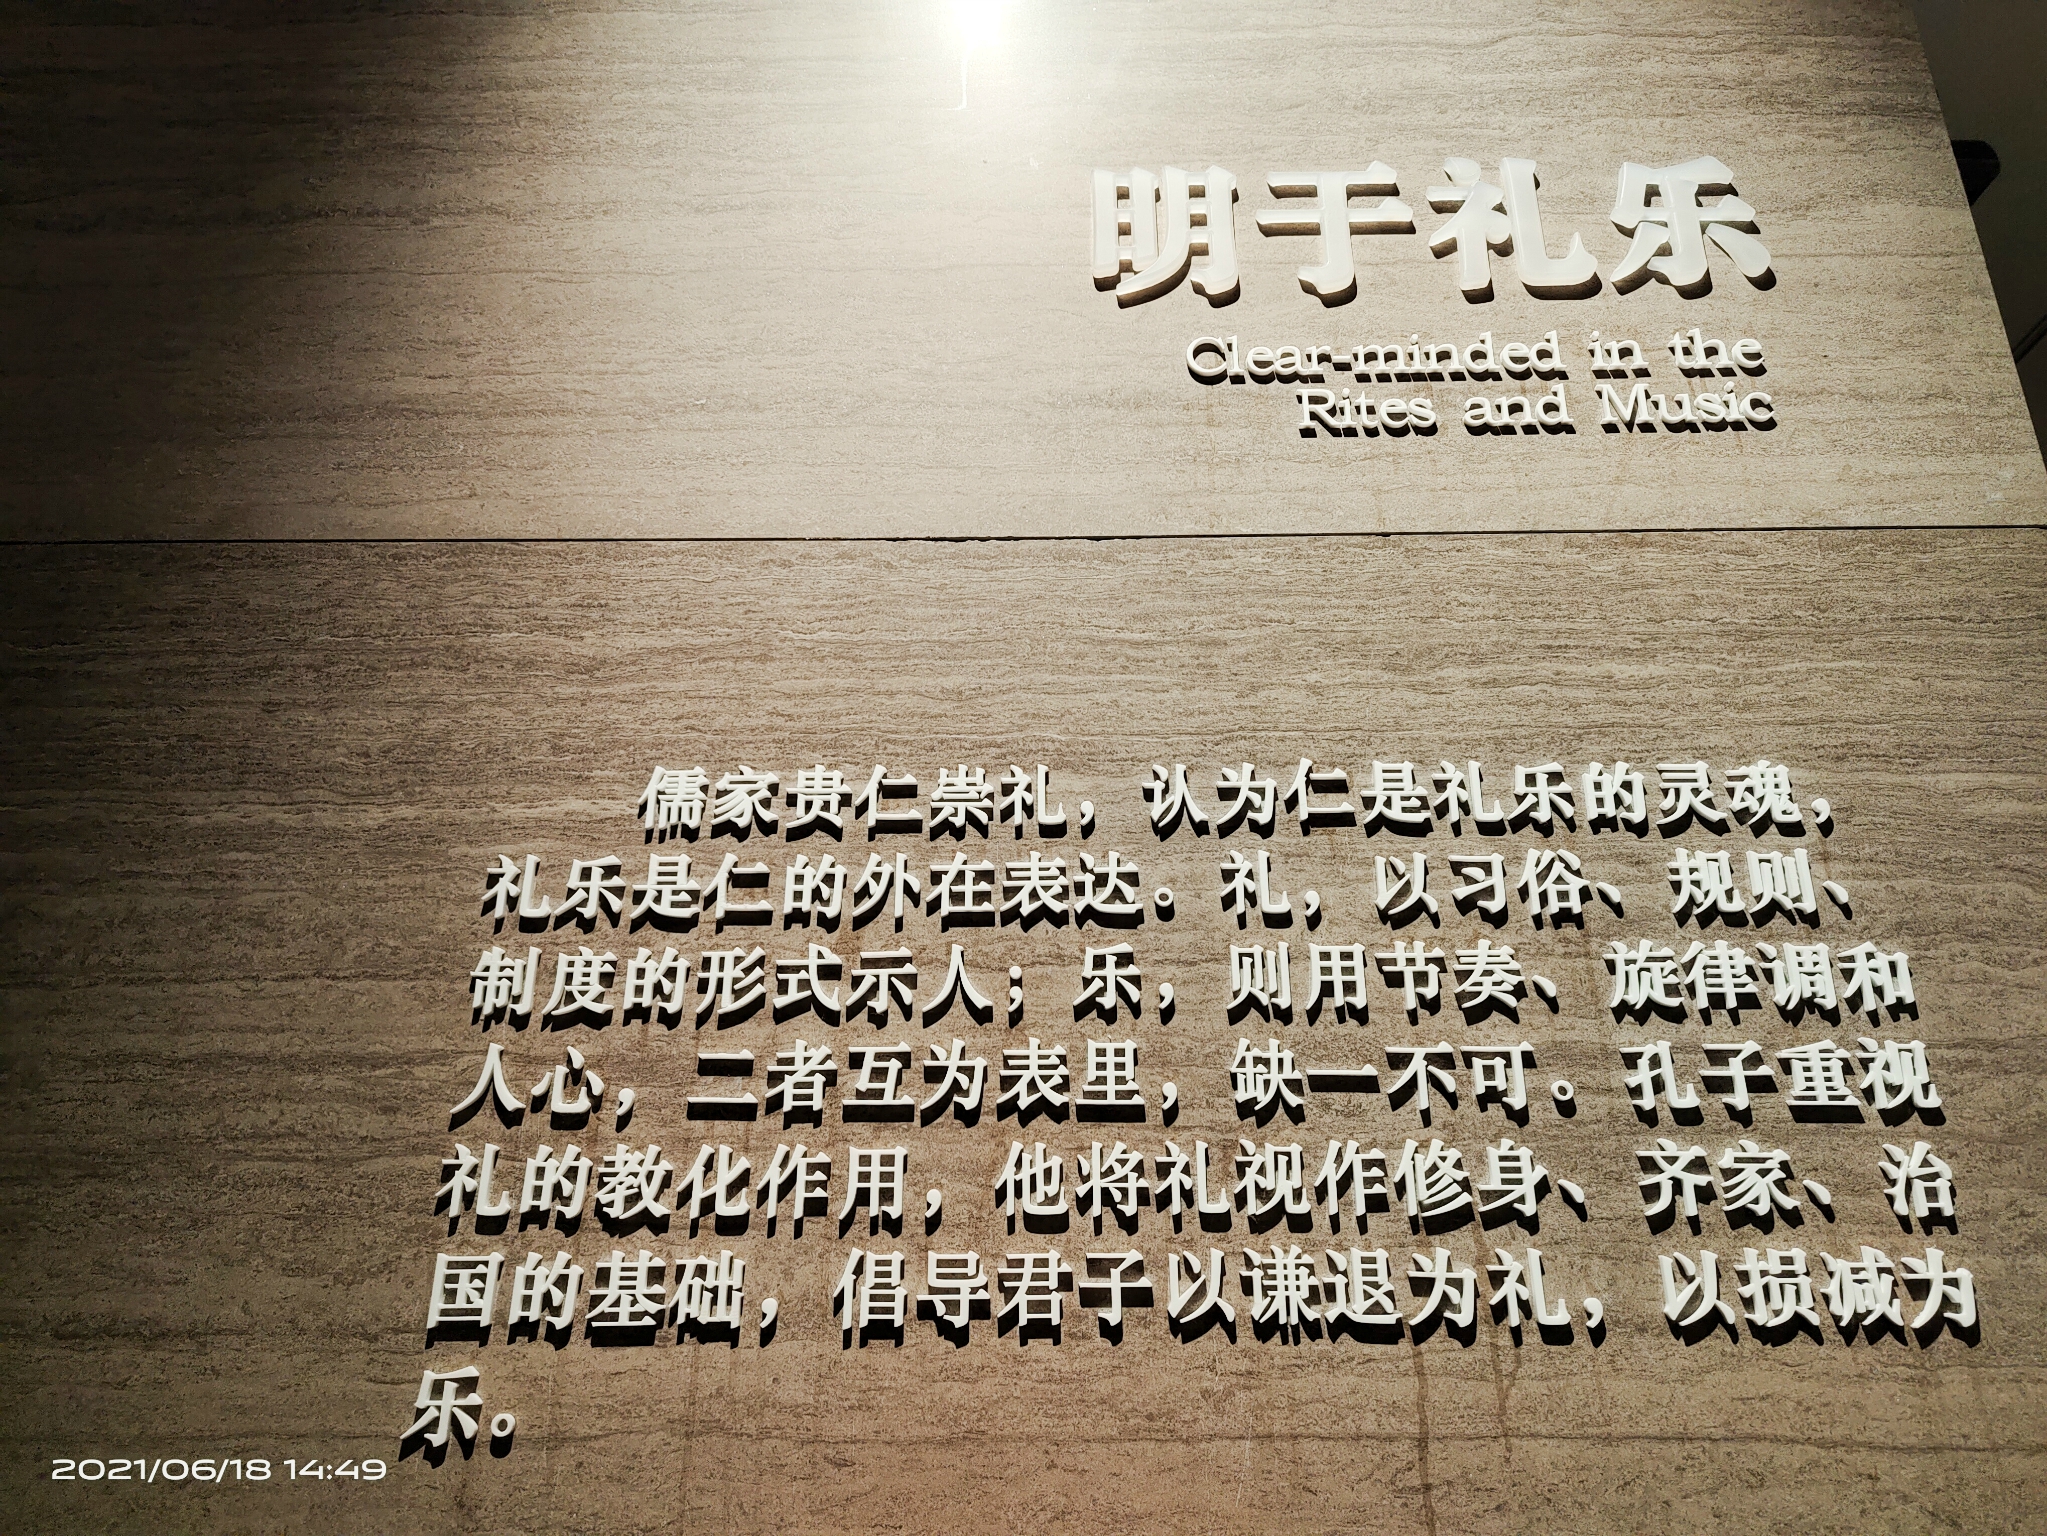 明于礼乐
Clear-minded in the
Rites and Music
儒家贵仁崇礼，认为仁是礼乐的灵魂，
礼乐是仁的外在表达。礼，以习俗、规则、
制度的形式示人；乐，则用节奏、旋律调和
人心，二者互为表里，缺一不可。孔子重视
礼的教化作用，他将礼视作修身、齐家、治
国的基础，倡导君子以谦退为礼，以损减为
乐。
2021/06/18 14:49